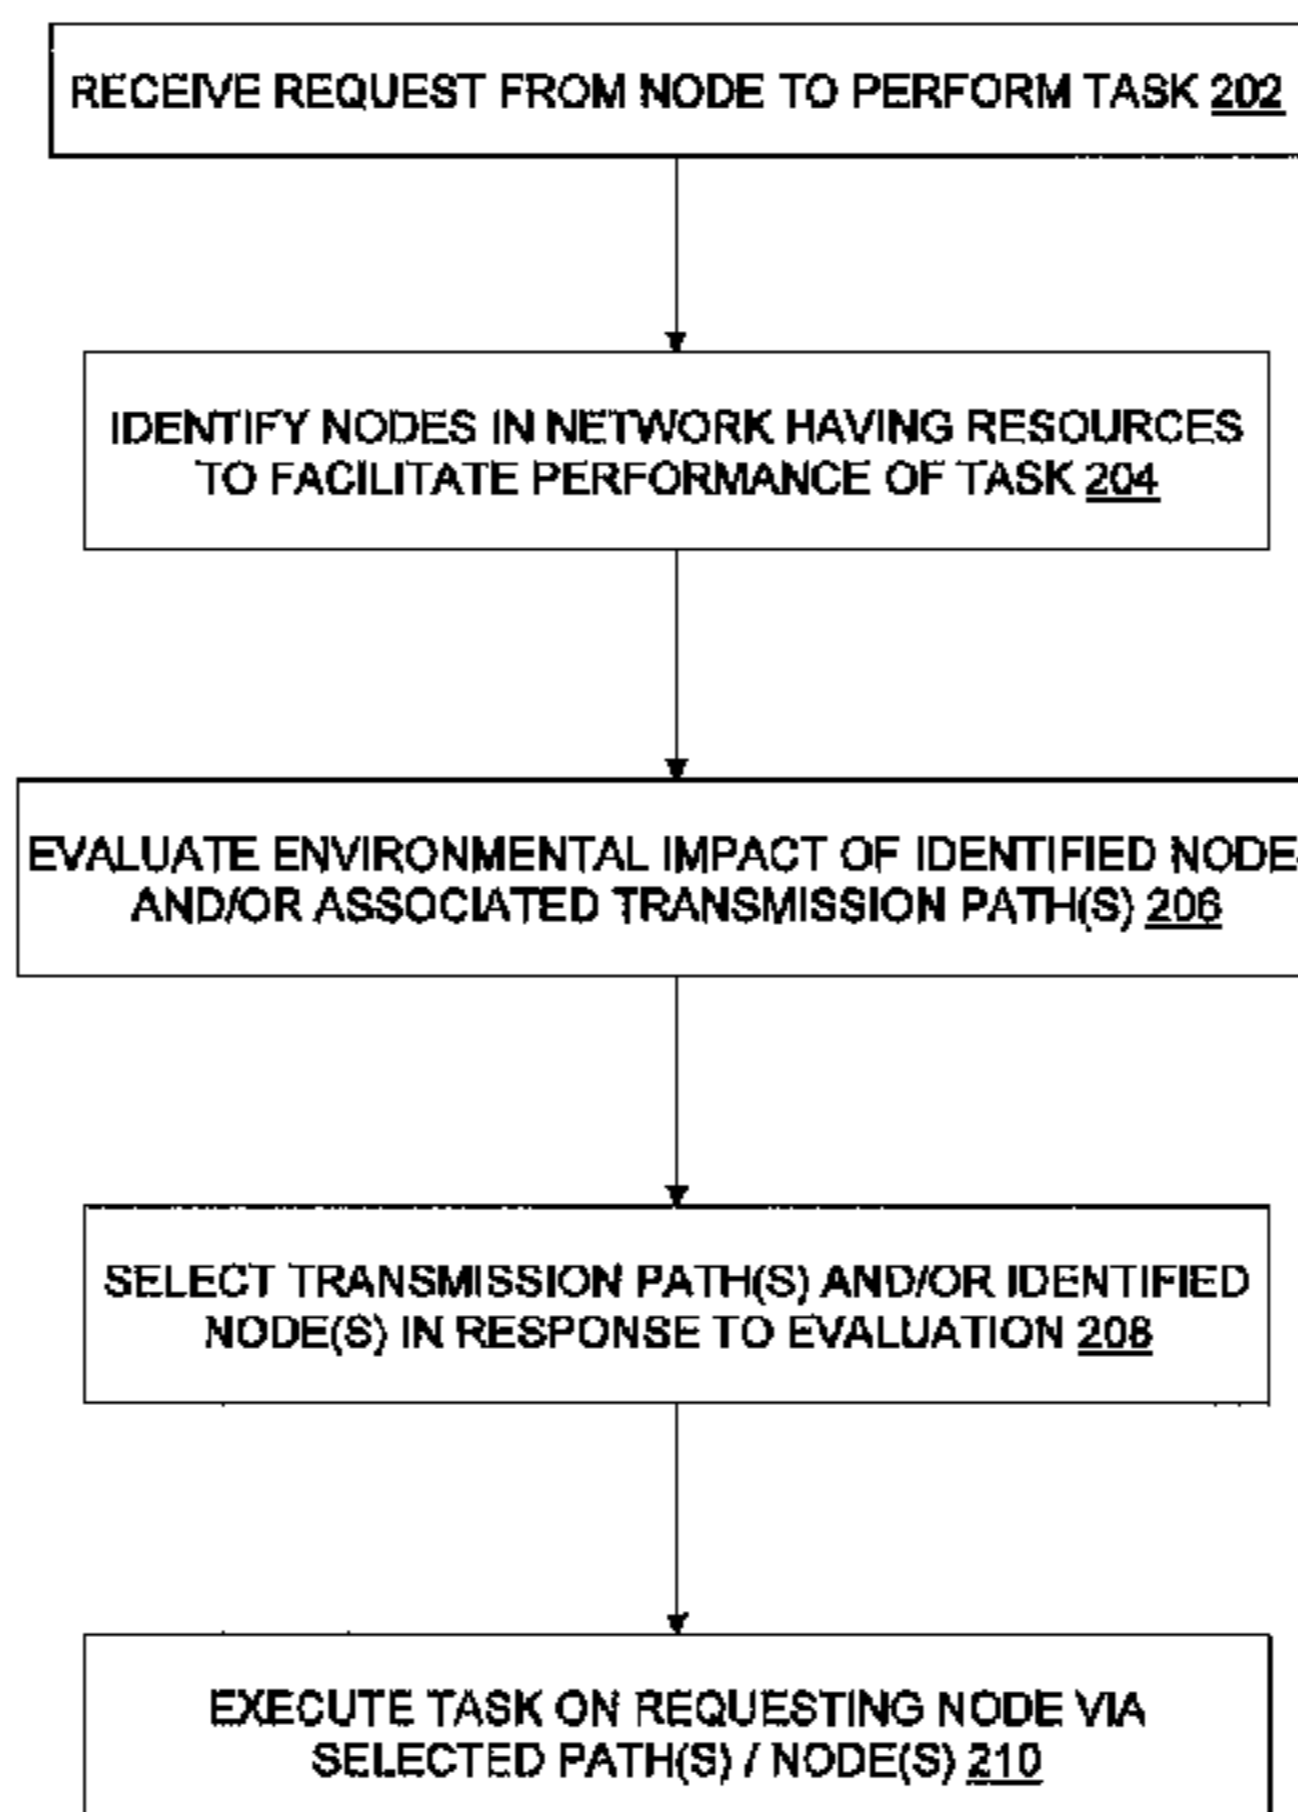 RECEIVE REQUEST FROM NODE TO PERFORM TASK 202
IDENTIFY NODES IN NETWORK HAVING RESOURCES
TO FACILITATE PERFORMANCE OF TASK 204
EVALUATE ENVIRONMENTAL IMPACT OF IDENTIFIED NODE
AND/OR ASSOCIATED TRANSMISSION PATH(S) 206
SELECT TRANSMISSION PATH(S) AND/OR IDENTIFIED
NODE(S) IN RESPONSE TO EVALUATION 208
EXECUTE TASK ON REQUESTING NODE VIA
SELECTED PATH(S) / NODE(S) 210